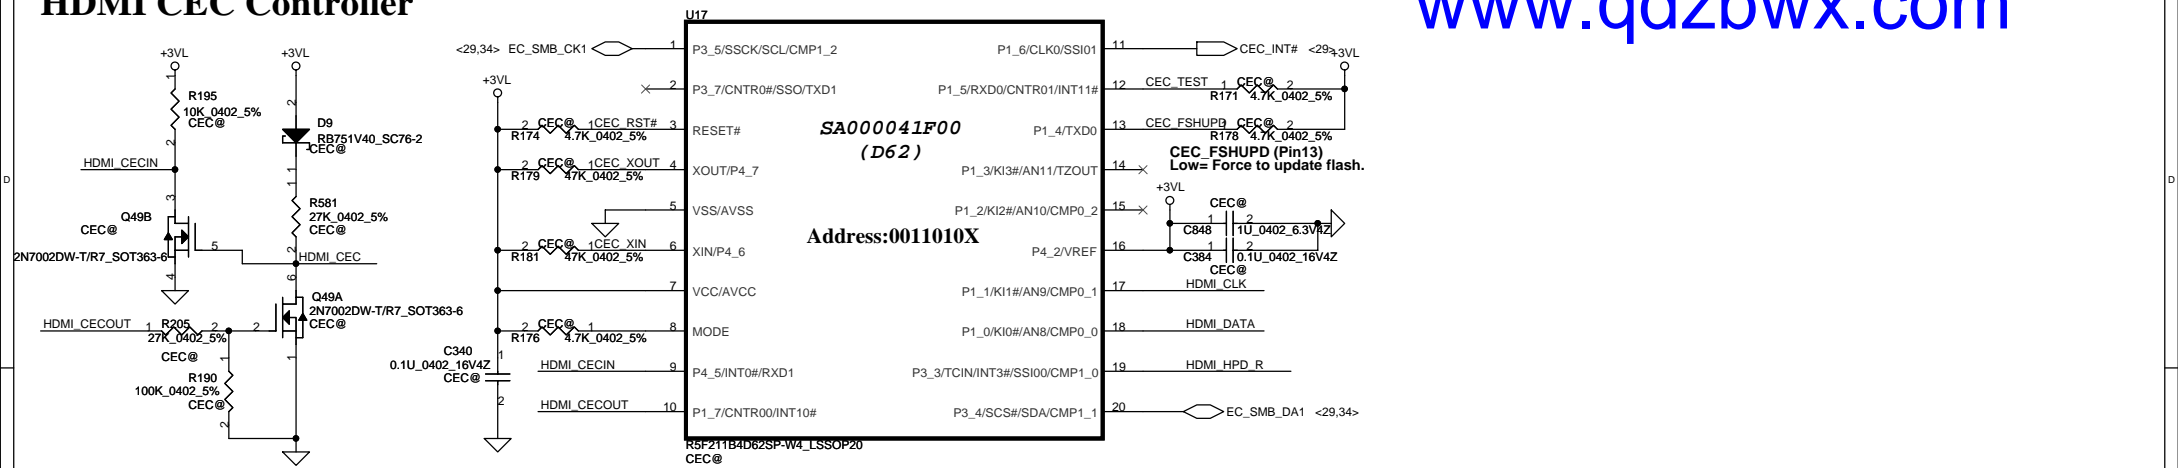 HDMI CEC Controller
www.qdzbwx.com
+3VL
+3VL
R195
10K_0402_5%
CEC@
D9
RB751V40_SC76-2
CEC@
HDMI_CECIN
R581
27K_0402_5%
CEC@
Q49B
CEC@
2N7002DW-T/R7_SOT363-6
HDMI_CEC
Q49A
2N7002DW-T/R7_SOT363-6
CEC@
HDMI_CECOUT
R205
27K_0402_5%
CEC@
R190
100K_0402_5%
CEC@
<29,34> EC_SMB_CK1
+3VL
CEC@ CEC_RST#
R174 4.7K_0402_5%
CEC@ CEC_XOUT
R179 47K_0402_5%
CEC@ CEC_XIN
R181 47K_0402_5%
CEC@
R176 4.7K_0402_5%
C340
0.1U_0402_16V4Z
CEC@
HDMI_CECIN
HDMI_CECOUT
U17
1 P3_5/SSCK/SCL/CMP1_2
2 P3_7/CNTR0#/SSO/TXD1
3 RESET#
4 XOUT/P4_7
5 VSS/AVSS
6 XIN/P4_6
7 VCC/AVCC
8 MODE
9 P4_5/INT0#/RXD1
10 P1_7/CNTR00/INT10#
SA000041F00
(D62)
Address:0011010X
P1_6/CLK0/SSI01 11
P1_5/RXD0/CNTR01/INT11# 12
P1_4/TXD0 13
P1_3/KI3#/AN11/TZOUT 14
P1_2/KI2#/AN10/CMP0_2 15
P4_2/VREF 16
P1_1/KI1#/AN9/CMP0_1 17
P1_0/KI0#/AN8/CMP0_0 18
P3_3/TCIN/INT3#/SSI00/CMP1_0 19
P3_4/SCS#/SDA/CMP1_1 20
R5F211B4D62SP-W4_LSSOP20
CEC@
CEC_INT# <29>
+3VL
CEC_TEST 1 CEC@ 2
R171 4.7K_0402_5%
CEC_FSHUPD 1 CEC@ 2
R178 4.7K_0402_5%
CEC_FSHUPD (Pin13)
Low= Force to update flash.
+3VL
CEC@
1 2
C848 1U_0402_6.3V4Z
1 2
C384 0.1U_0402_16V4Z
CEC@
HDMI_CLK
HDMI_DATA
HDMI_HPD_R
EC_SMB_DA1 <29,34>
D
D